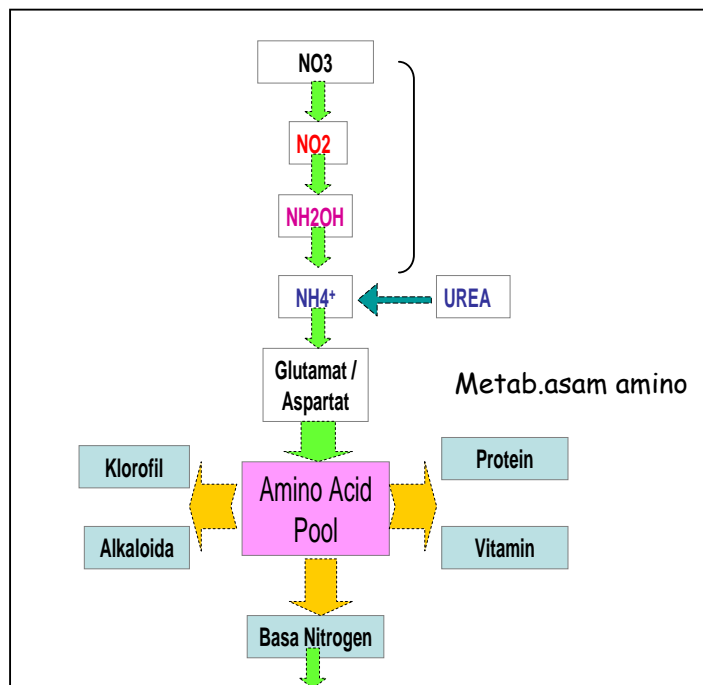 NO3
NO2
NH2OH
NH4+
UREA
Glutamat /
Aspartat
Metab.asam amino
Klorofil
Protein
Amino Acid
Pool
Alkaloida
Vitamin
Basa Nitrogen